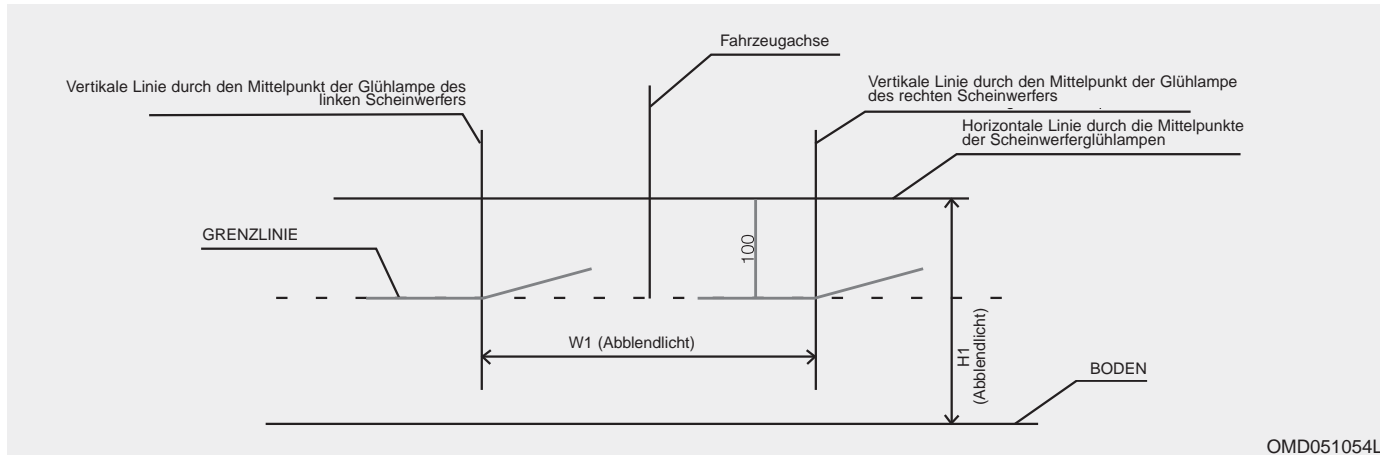 Fahrzeugachse
Vertikale Linie durch den Mittelpunkt der Glühlampe des
linken Scheinwerfers
Vertikale Linie durch den Mittelpunkt der Glühlampe
des rechten Scheinwerfers
Horizontale Linie durch die Mittelpunkte
der Scheinwerferglühlampen
GRENZLINIE
100
W1 (Abblendlicht)
H1
(Abblendlicht)
BODEN
OMD051054L